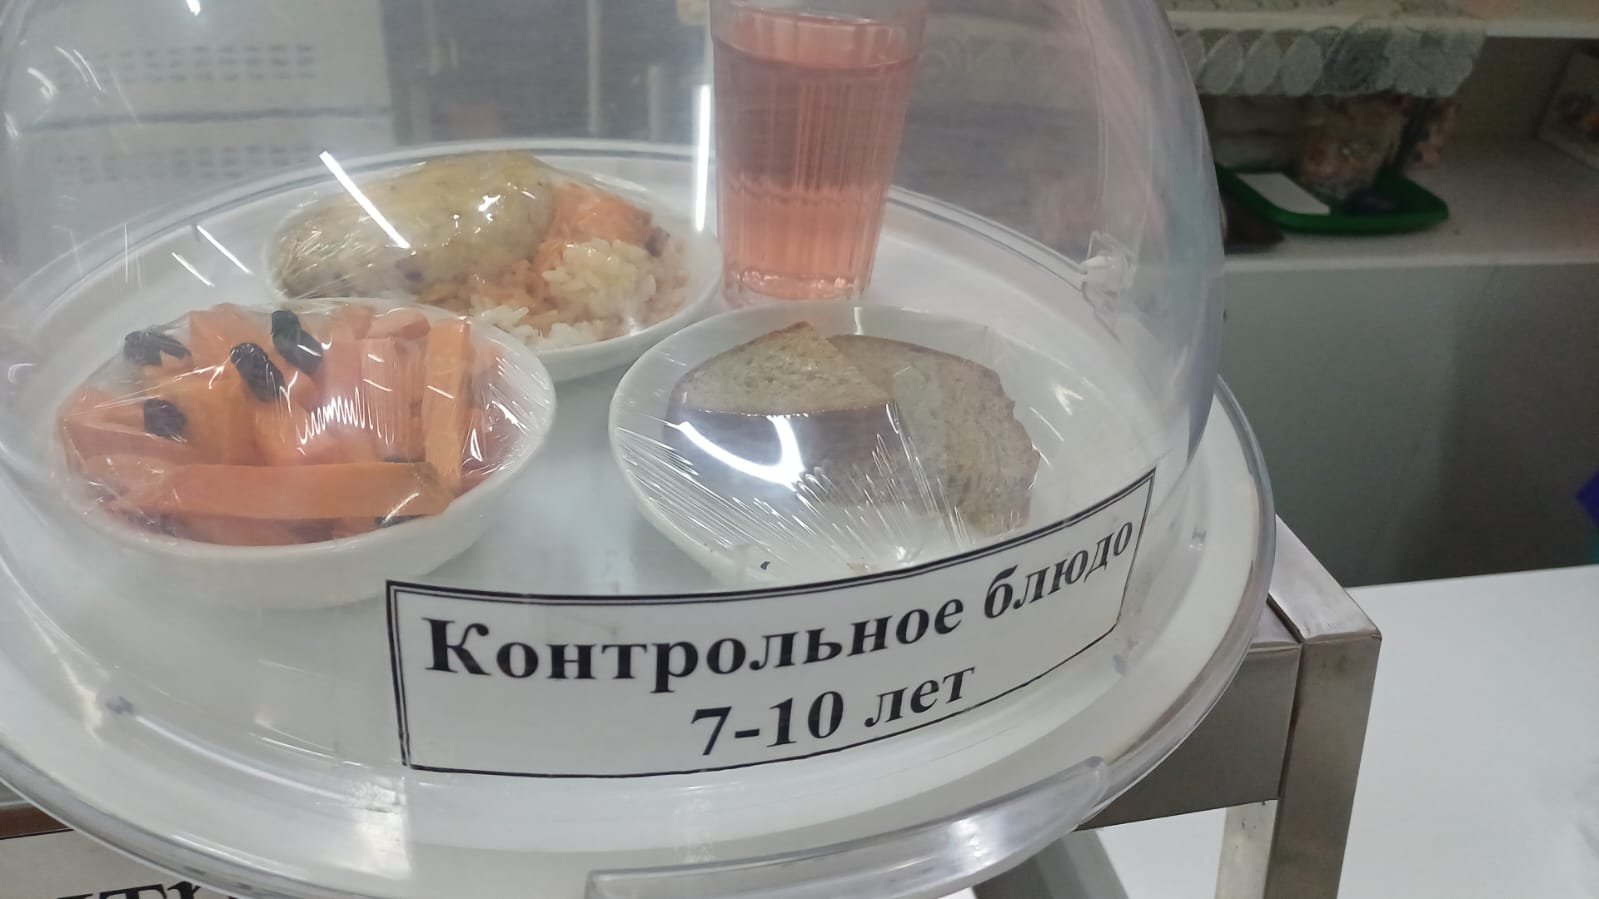 Контрольное блюдо
7-10 лет